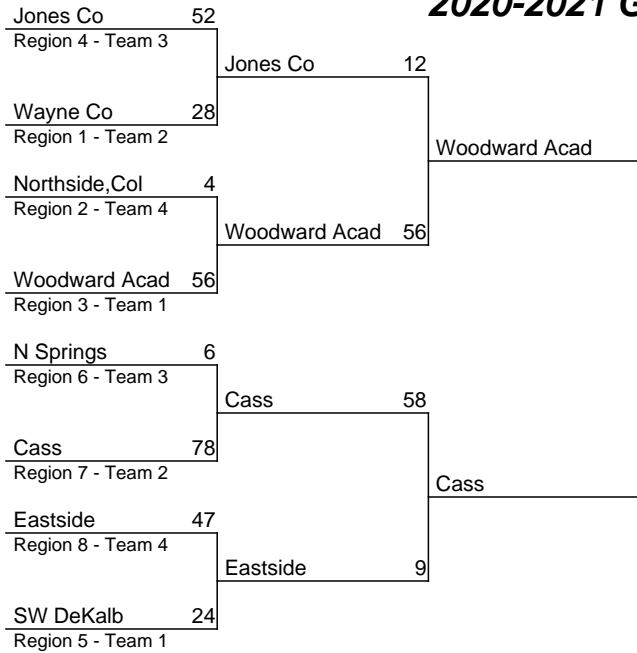 2020-2021 G
Jones Co 52
Region 4 - Team 3
Jones Co 12
Wayne Co 28
Region 1 - Team 2
Woodward Acad
Northside,Col 4
Region 2 - Team 4
Woodward Acad 56
Woodward Acad 56
Region 3 - Team 1
N Springs 6
Region 6 - Team 3
Cass 58
Cass 78
Region 7 - Team 2
Cass
Eastside 47
Region 8 - Team 4
Eastside 9
SW DeKalb 24
Region 5 - Team 1